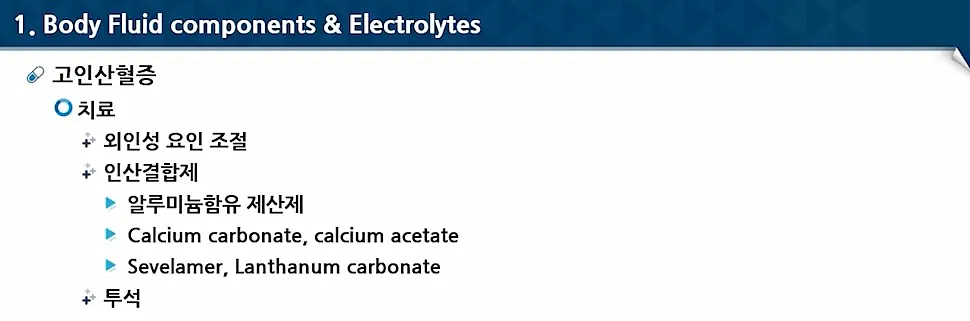 1. Body Fluid components & Electrolytes
고인산혈증
치료
외인성 요인 조절
인산결합제
알루미늄함유 제산제
Calcium carbonate, calcium acetate
Sevelamer, Lanthanum carbonate
투석